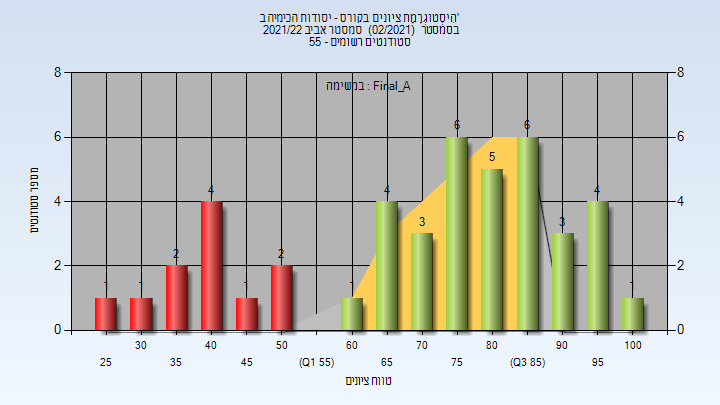 היסטוגרמת ציונים בקורס - יסודות הכימיה ב'
בסמסטר (02/2021) סמסטר אביב 2021/22
סטודנטים רשומים - 55
במשימה : Final_A
8 8
6 6
4 4
2 2
0 0
מספר סטודנטים
1 1 2 4 1 2 1 4 3 6 5 6 3 4 1
30 40 50 60 70 80 90 100
25 35 45 (Q1 55) 65 75 (Q3 85) 95
טווח ציונים